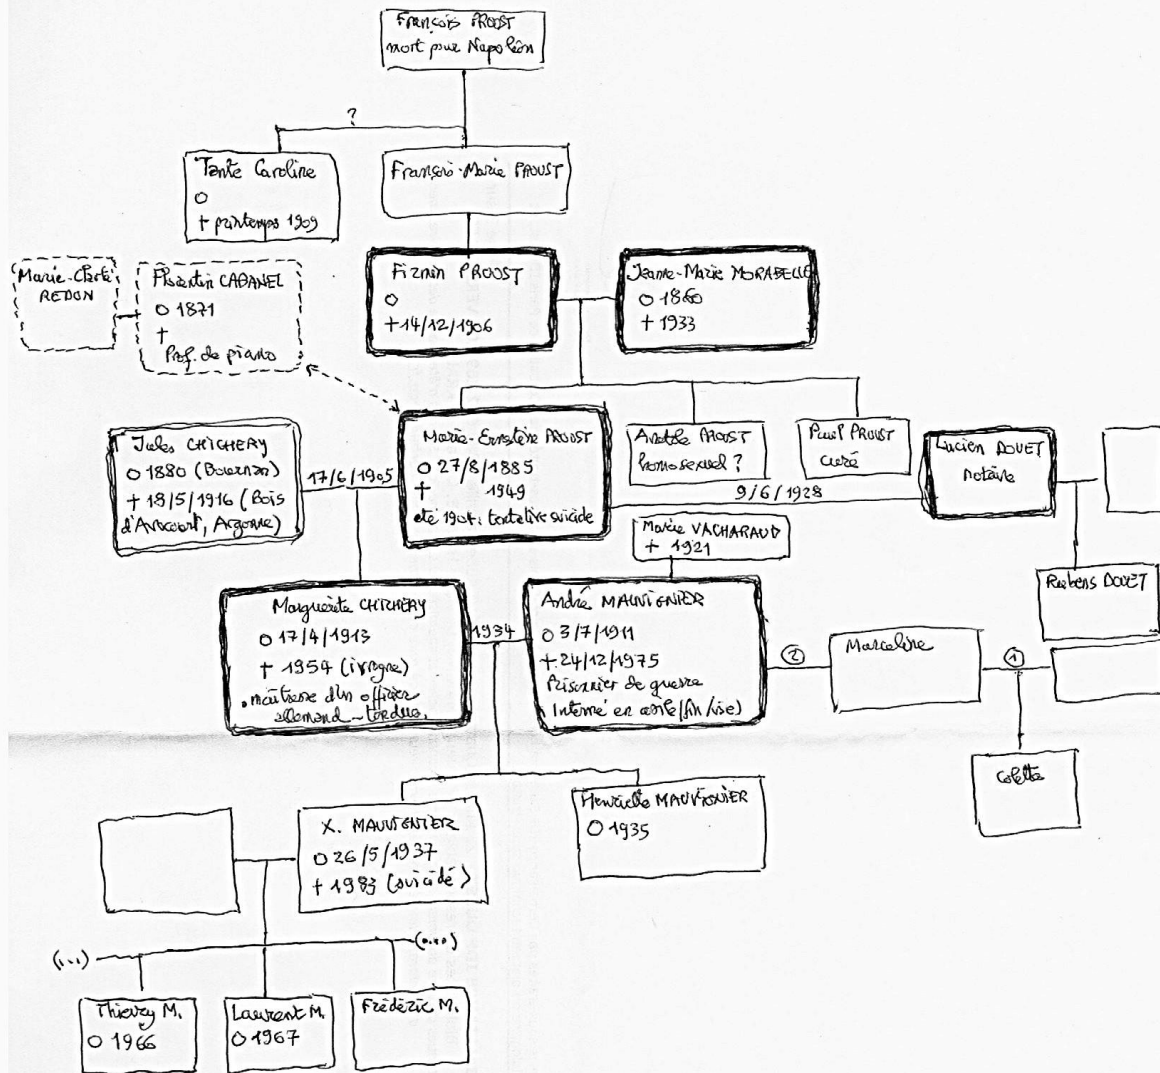 François PROUST
mort pour Napoléon
?
Tante Caroline
O
+ printemps 1909
François-Marie PROUST
Marie-Claté
REDON
Florentin CABANEL
O 1871
+
Prof. de piano
Firmin PROUST
O
+ 14/12/1906
Jeanne-Marie MORABELLE
O 1860
+ 1933
Jules CHICHERY
O 1880 (Bournan)
+ 18/5/1916 (Bois
d'Avocourt, Argonne)
17/6/1905
Marie-Ernestine PROUST
O 27/8/1885
+ 1949
été 1904: tentative suicide
Anatole PROUST
homosexuel ?
Paul PROUST
curé
Lucien DOUET
notaire
9/6/1928
Marie VACHARAUD
+ 1921
Rubens DOUET
Marguerite CHICHERY
O 17/4/1913
+ 1954 (ivrogne)
. maîtresse d'un officier
allemand - tondue.
1934
André MAUVIGNIER
O 3/7/1911
+ 24/12/1975
Prisonnier de guerre
Interné en asile (fin
②
Marceline
①
Colette
X. MAUVIGNIER
O 26/5/1937
+ 1983 (suicidé)
Henriette MAUVIGNIER
O 1935
(...)
(...)
Thierry M.
O 1966
Laurent M.
O 1967
Frédéric M.